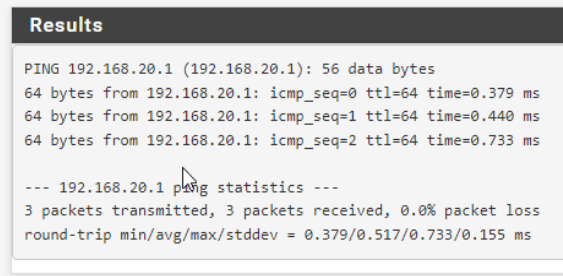 Results
PING 192.168.20.1 (192.168.20.1): 56 data bytes
64 bytes from 192.168.20.1: icmp_seq=0 ttl=64 time=0.379 ms
64 bytes from 192.168.20.1: icmp_seq=1 ttl=64 time=0.440 ms
64 bytes from 192.168.20.1: icmp_seq=2 ttl=64 time=0.733 ms
--- 192.168.20.1 ping statistics ---
3 packets transmitted, 3 packets received, 0.0% packet loss
round-trip min/avg/max/stddev = 0.379/0.517/0.733/0.155 ms